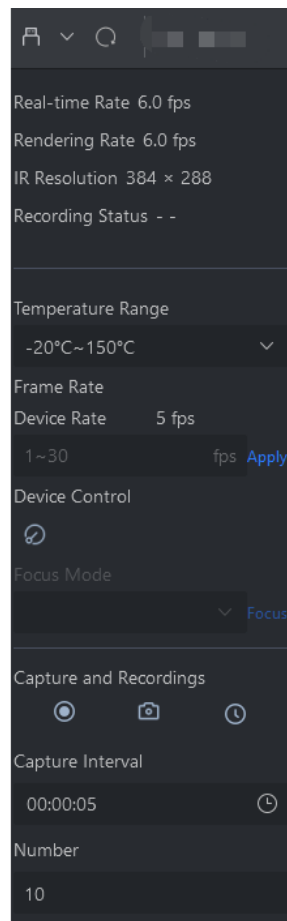 Real-time Rate 6.0 fps
Rendering Rate 6.0 fps
IR Resolution 384 × 288
Recording Status - -
Temperature Range
-20°C~150°C
Frame Rate
Device Rate 5 fps
1~30 fps Apply
Device Control
Focus Mode
Focus
Capture and Recordings
Capture Interval
00:00:05
Number
10